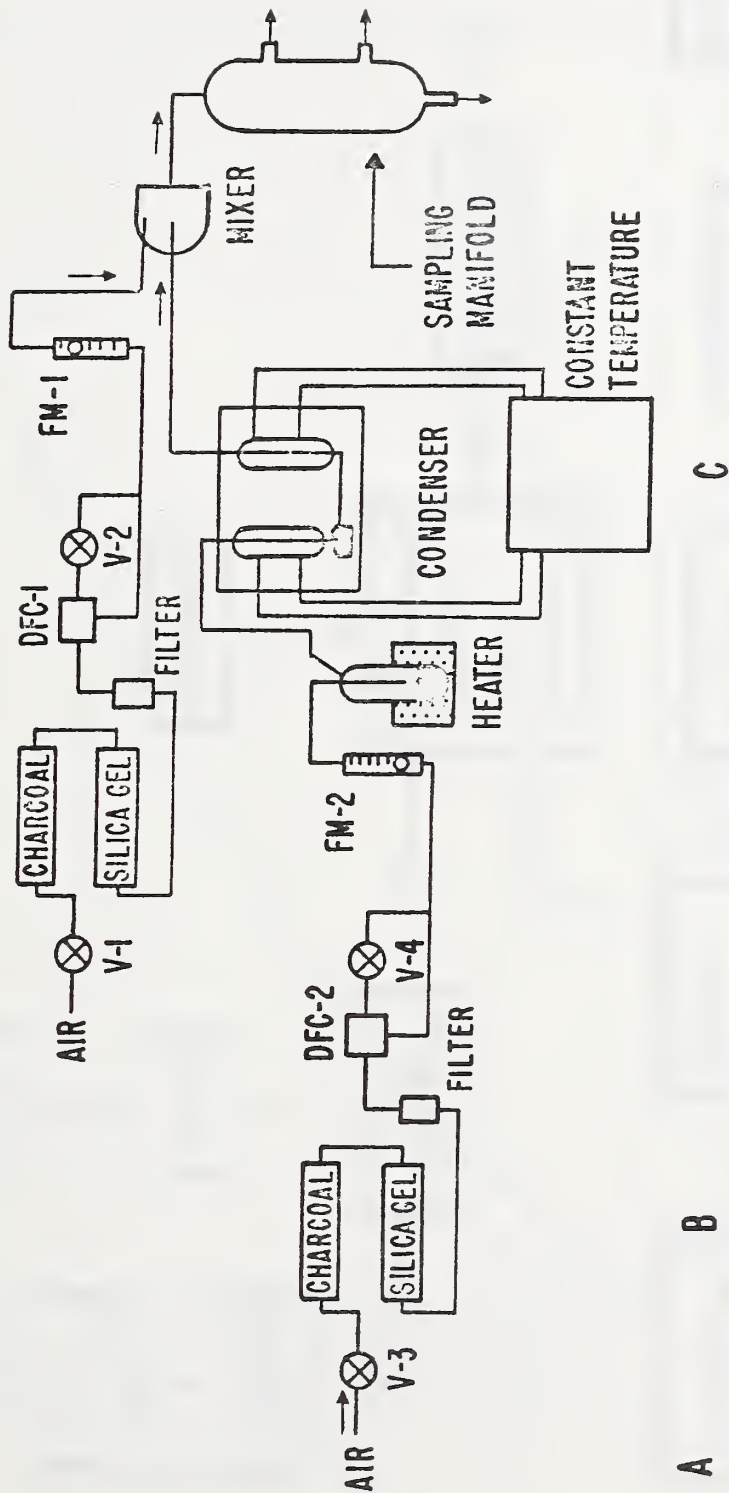 AIR
V-1
CHARCOAL
SILICA GEL
FILTER
DFC-1
V-2
FM-1
MIXER
SAMPLING
MANIFOLD
AIR
V-3
CHARCOAL
SILICA GEL
FILTER
DFC-2
V-4
FM-2
HEATER
CONDENSER
CONSTANT
TEMPERATURE
A
B
C